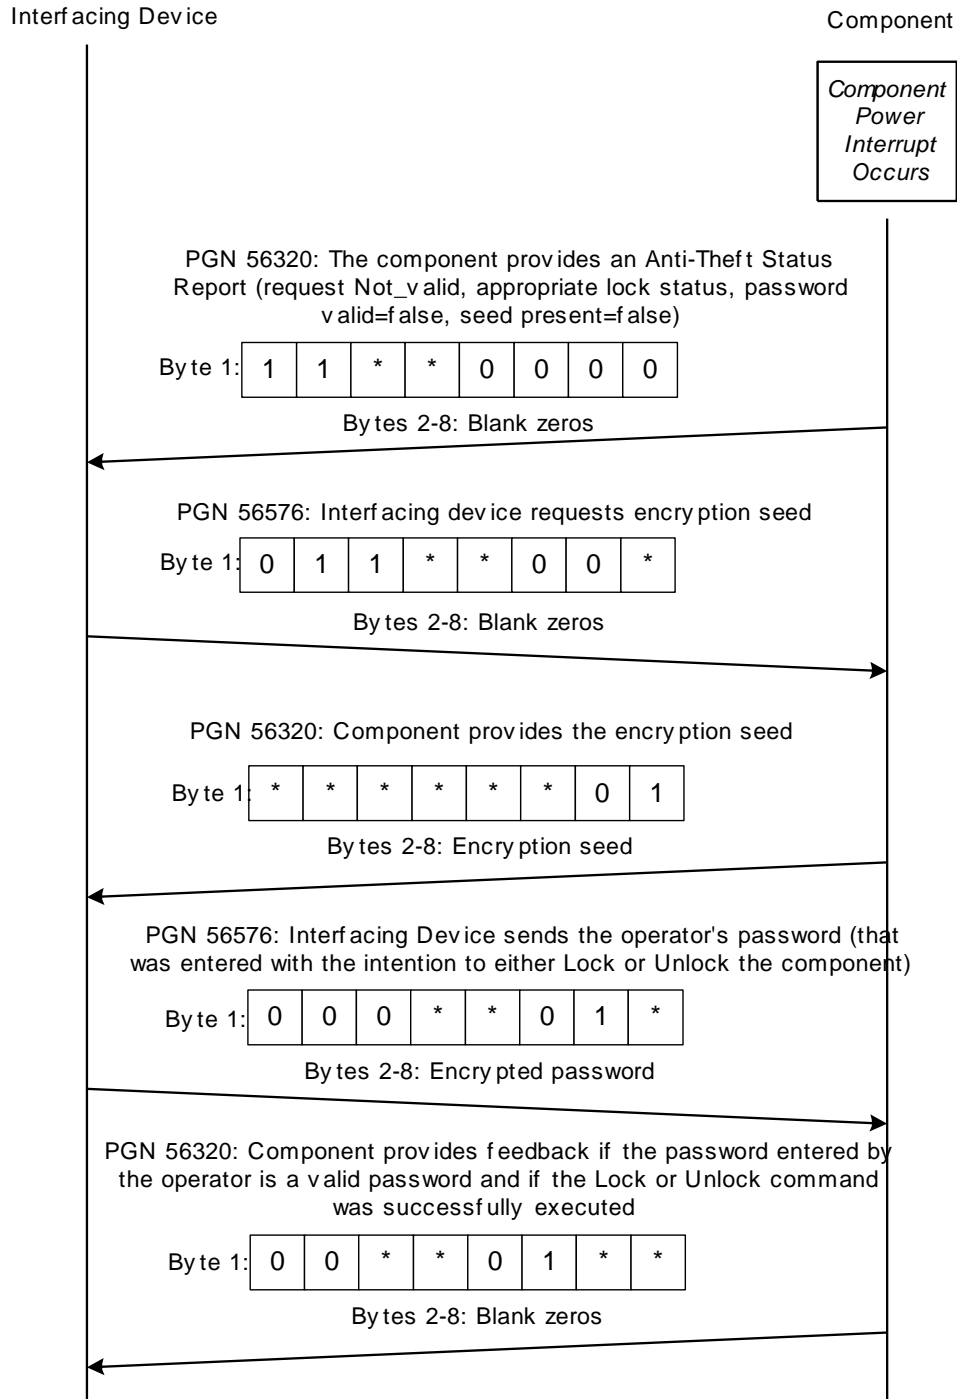 Interfacing Device
Component
Component
Power
Interrupt
Occurs
PGN 56320: The component provides an Anti-Theft Status
Report (request Not_valid, appropriate lock status, password
valid=false, seed present=false)
Byte 1: 1 1 * * 0 0 0 0
Bytes 2-8: Blank zeros
PGN 56576: Interfacing device requests encryption seed
Byte 1: 0 1 1 * * 0 0 *
Bytes 2-8: Blank zeros
PGN 56320: Component provides the encryption seed
Byte 1: * * * * * * 0 1
Bytes 2-8: Encryption seed
PGN 56576: Interfacing Device sends the operator's password (that
was entered with the intention to either Lock or Unlock the component)
Byte 1: 0 0 0 * * 0 1 *
Bytes 2-8: Encrypted password
PGN 56320: Component provides feedback if the password entered by
the operator is a valid password and if the Lock or Unlock command
was successfully executed
Byte 1: 0 0 * * 0 1 * *
Bytes 2-8: Blank zeros